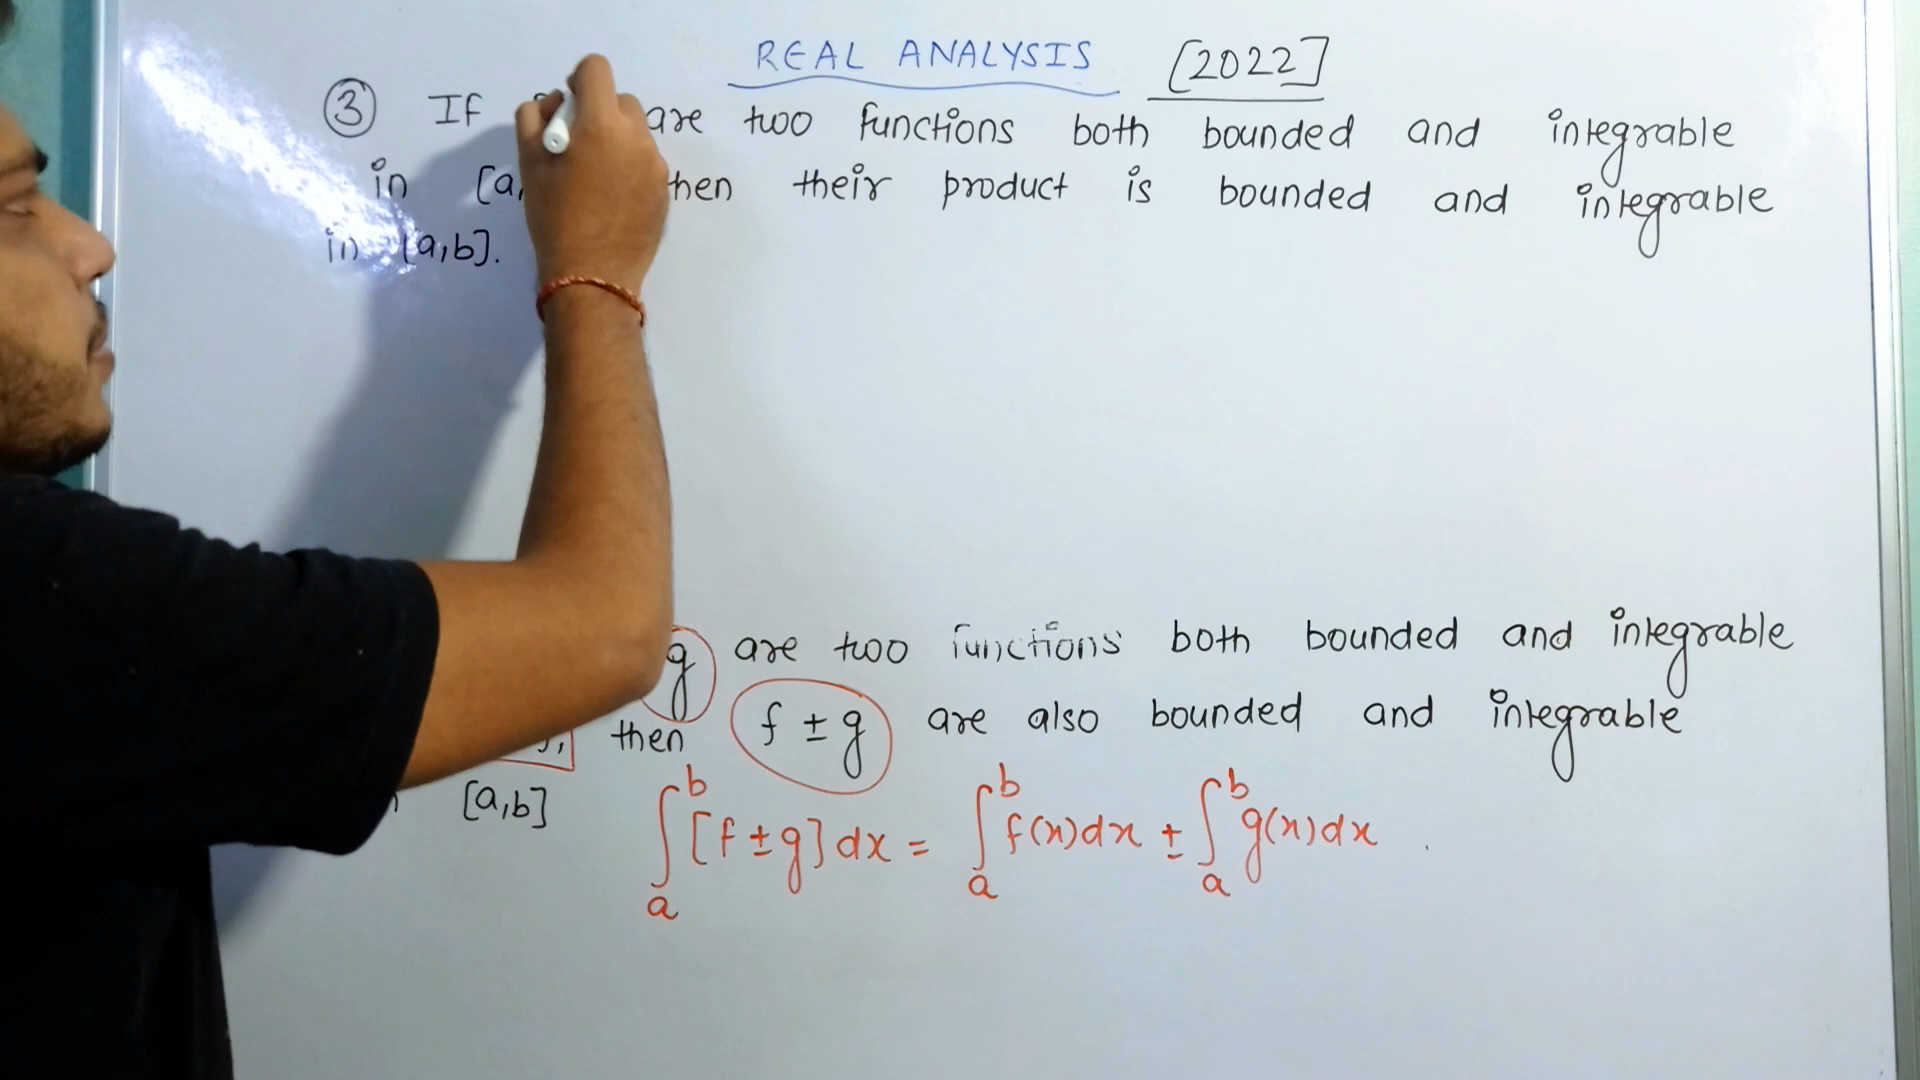 REAL ANALYSIS [2022]
③ If are two functions both bounded and integrable
in [a, then their product is bounded and integrable
in [a,b].
g are two functions both bounded and integrable
then f ± g are also bounded and integrable
[a,b] ∫ₐᵇ [f ± g] dx = ∫ₐᵇ f(x)dx ± ∫ₐᵇ g(x)dx .